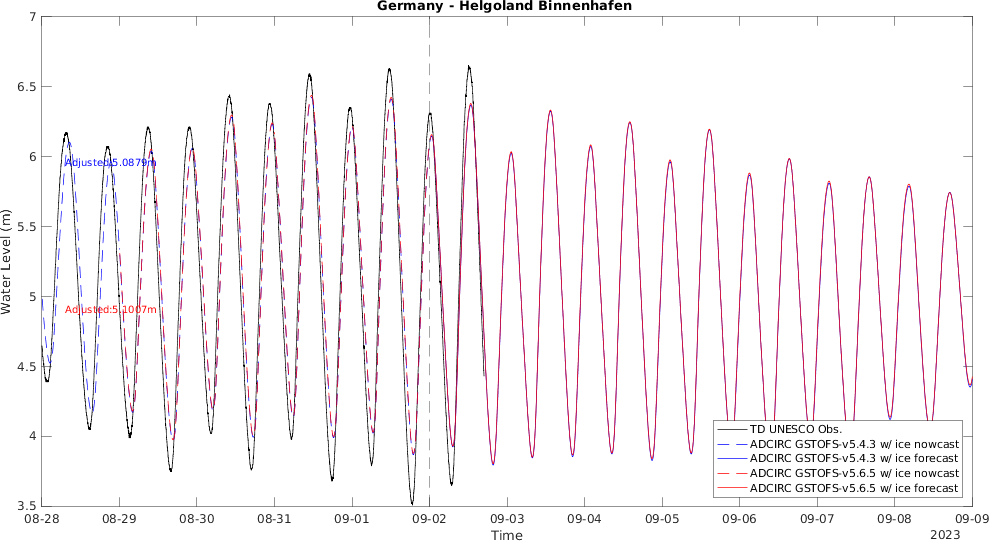 Germany - Helgoland Binnenhafen
7
6.5
6
5.5
5
4.5
4
3.5
Water Level (m)
Adjusted:5.0879m
Adjusted:5.1007m
TD UNESCO Obs.
ADCIRC GSTOFS-v5.4.3 w/ ice nowcast
ADCIRC GSTOFS-v5.4.3 w/ ice forecast
ADCIRC GSTOFS-v5.6.5 w/ ice nowcast
ADCIRC GSTOFS-v5.6.5 w/ ice forecast
08-28 08-29 08-30 08-31 09-01 09-02 09-03 09-04 09-05 09-06 09-07 09-08 09-09
Time
2023